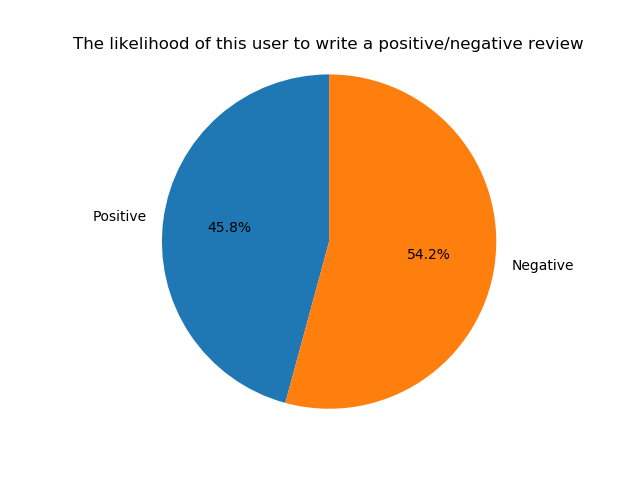 The likelihood of this user to write a positive/negative review
Positive
45.8%
54.2%
Negative